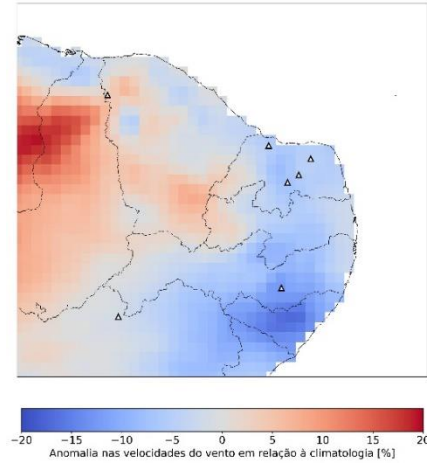 −20 −15 −10 −5 0 5 10 15 20
Anomalia nas velocidades do vento em relação à climatologia [%]